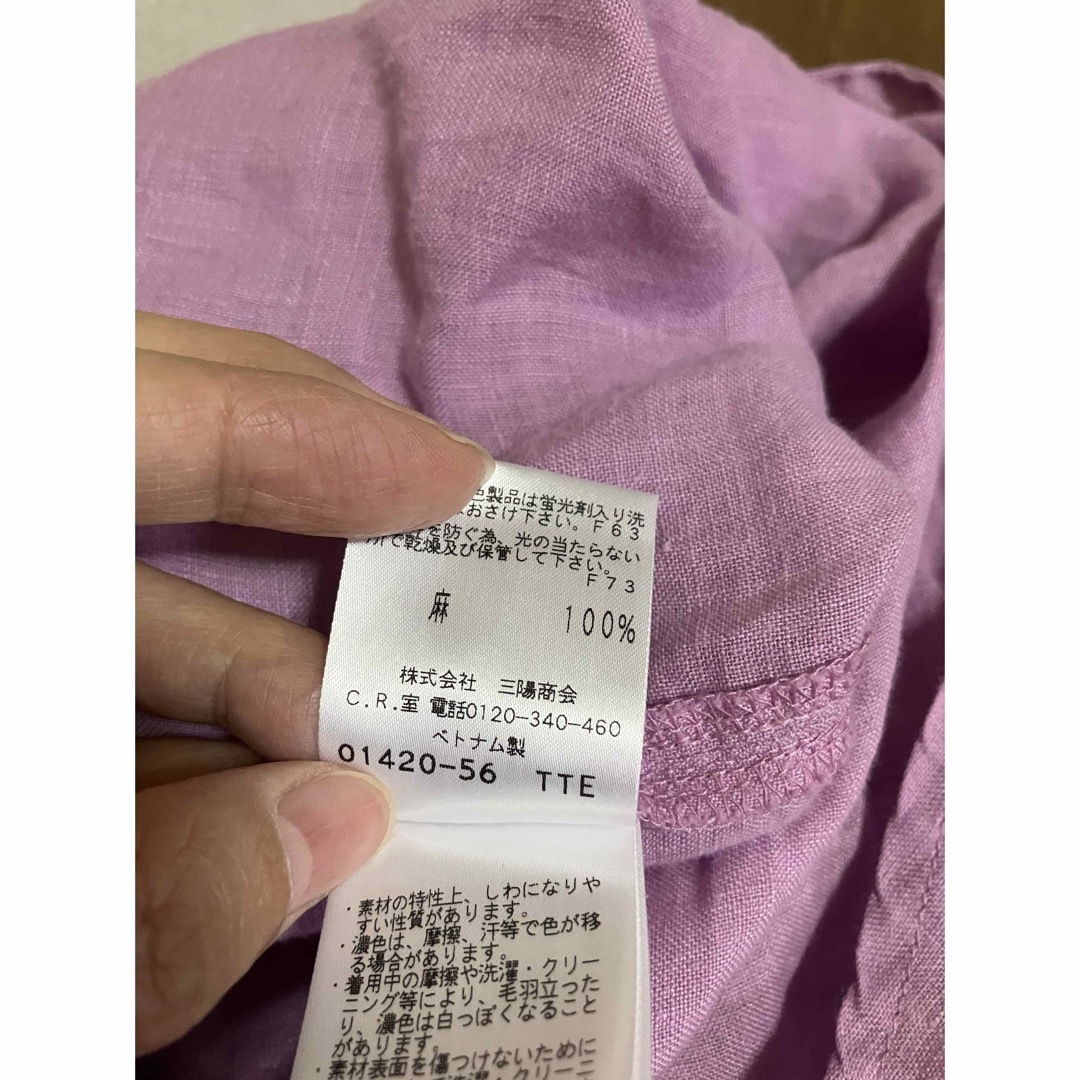 色製品は蛍光剤入り洗
おさけ下さい。F63
を防ぐ為、光の当たらない
所で乾燥及び保管して下さい。
F73
麻 100%
株式会社 三陽商会
C.R.室 電話0120-340-460
ベトナム製
01420-56 TTE
・素材の特性上、しわになりや
すい性質があります。
・濃色は、摩擦、汗等で色が移
る場合があります。
・着用中の摩擦や洗濯・クリー
ニング等により、毛羽立った
り、濃色は白っぽくなること
があります。
・素材表面を傷つけないために
洗濯・クリーニ